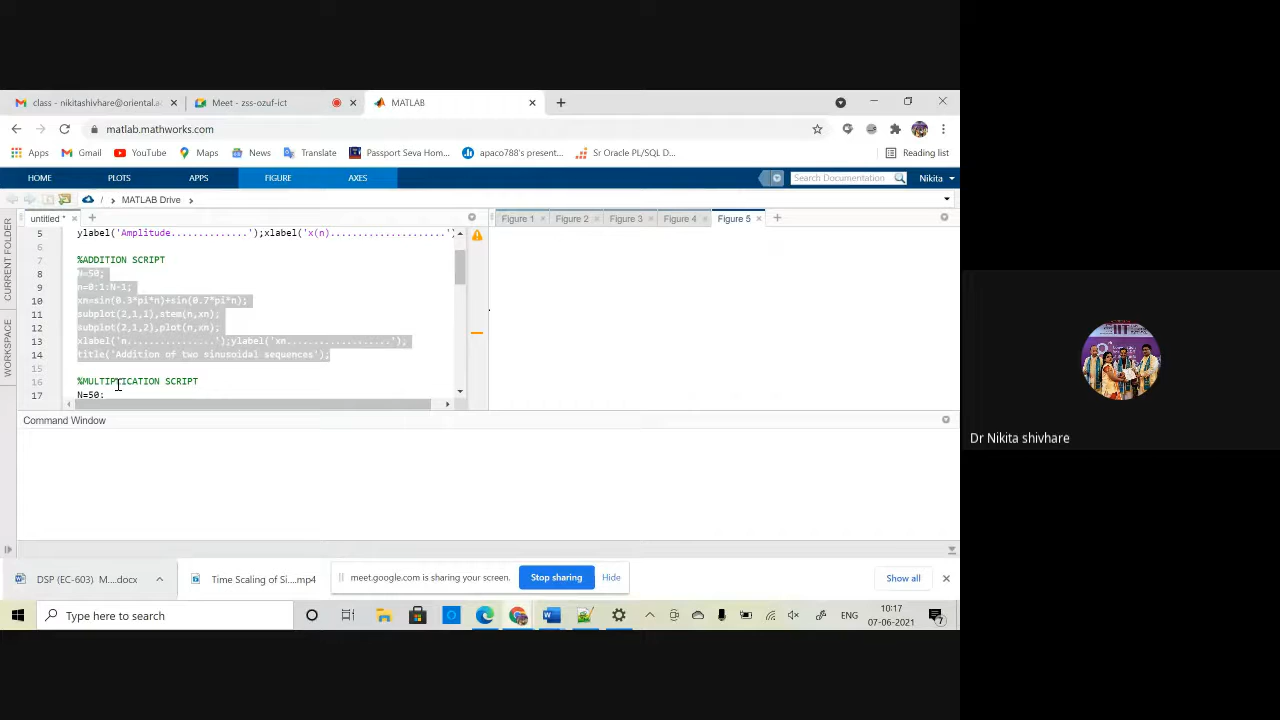 class - nikitashivhare@oriental.a
Meet - zss-ozuf-ict
MATLAB
matlab.mathworks.com
Apps
Gmail
YouTube
Maps
News
Translate
Passport Seva Hom...
apaco788's present...
Sr Oracle PL/SQL D...
Reading list
HOME
PLOTS
APPS
FIGURE
AXES
Search Documentation
Nikita
/ MATLAB Drive
CURRENT FOLDER
WORKSPACE
untitled *
Figure 1
Figure 2
Figure 3
Figure 4
Figure 5
5 ylabel('Amplitude..............');xlabel('x(n).....................')
6
7 %ADDITION SCRIPT
8 N=50;
9 n=0:1:N-1;
10 xn=sin(0.3*pi*n)+sin(0.7*pi*n);
11 subplot(2,1,1),stem(n,xn);
12 subplot(2,1,2),plot(n,xn);
13 xlabel('n................');ylabel('xn...................');
14 title('Addition of two sinusoidal sequences');
15
16 %MULTIPTICATION SCRIPT
17 N=50;
Command Window
DSP (EC-603) M....docx
Time Scaling of Si....mp4
meet.google.com is sharing your screen.
Stop sharing
Hide
Show all
Type here to search
ENG
10:17
07-06-2021
7
Dr Nikita shivhare